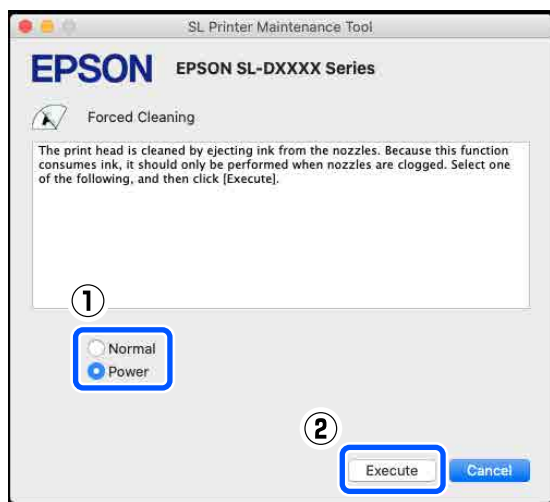 SL Printer Maintenance Tool
EPSON EPSON SL-DXXXX Series
Forced Cleaning
The print head is cleaned by ejecting ink from the nozzles. Because this function
consumes ink, it should only be performed when nozzles are clogged. Select one
of the following, and then click [Execute].
①
Normal
Power
②
Execute Cancel